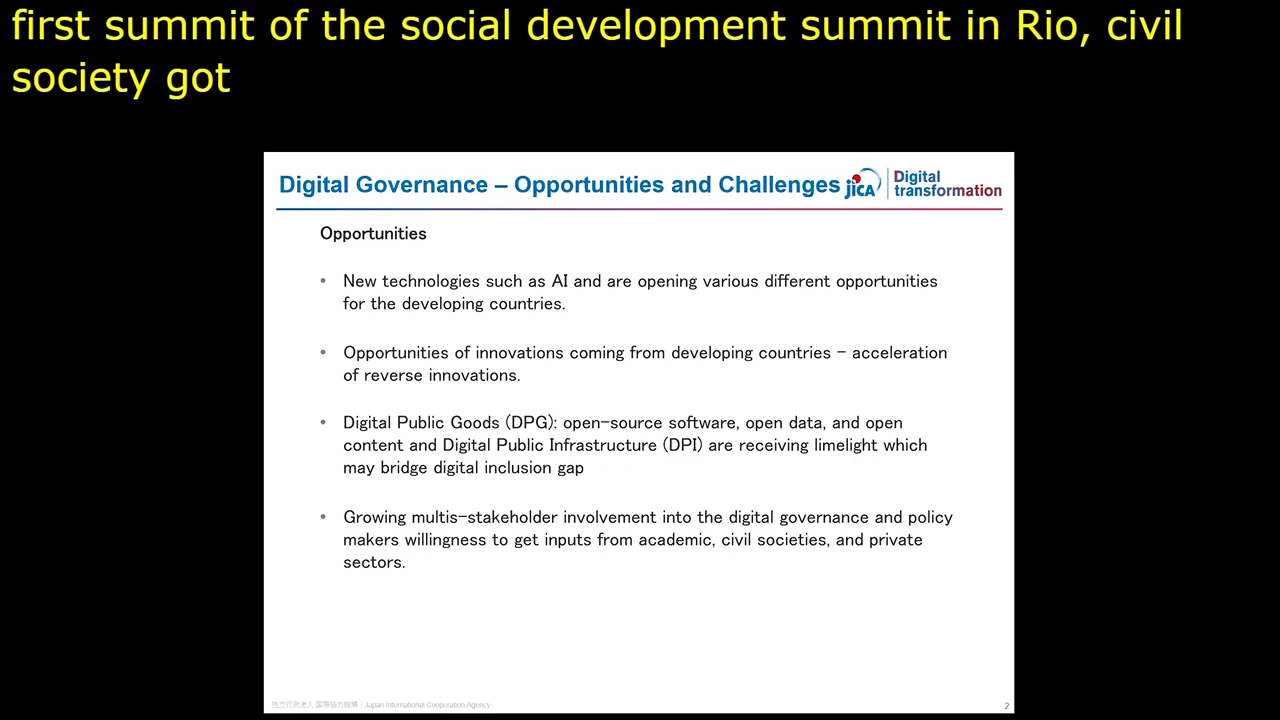 first summit of the social development summit in Rio, civil
society got
Digital Governance – Opportunities and Challenges
JICA
Digital
transformation
Opportunities
• New technologies such as AI and are opening various different opportunities
for the developing countries.
• Opportunities of innovations coming from developing countries – acceleration
of reverse innovations.
• Digital Public Goods (DPG): open-source software, open data, and open
content and Digital Public Infrastructure (DPI) are receiving limelight which
may bridge digital inclusion gap
• Growing multis-stakeholder involvement into the digital governance and policy
makers willingness to get inputs from academic, civil societies, and private
sectors.
独立行政法人 国際協力機構 | Japan International Cooperation Agency
2